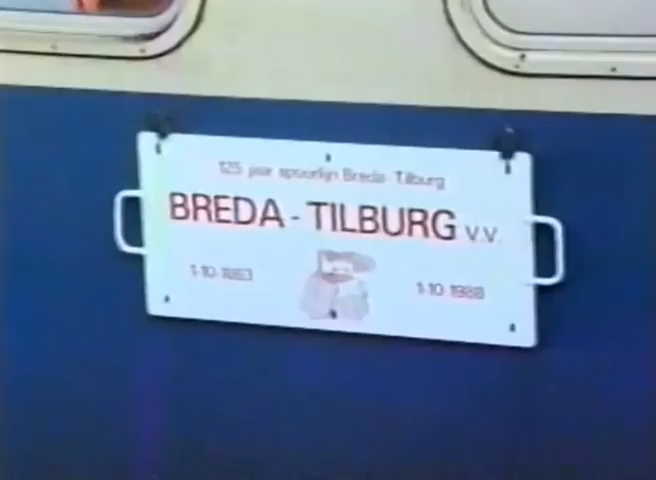 125 jaar spoorlijn Breda - Tilburg
BREDA - TILBURG v.v.
1-10-1863
1-10-1988